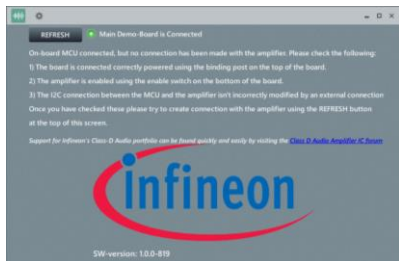 REFRESH Main Demo-Board is Connected
On-board MCU connected, but no connection has been made with the amplifier. Please check the following:
1) The board is connected correctly powered using the binding post on the top of the board.
2) The amplifier is enabled using the enable switch on the bottom of the board.
3) The I2C connection between the MCU and the amplifier isn't incorrectly modified by an external connection
Once you have checked these please try to create connection with the amplifier using the REFRESH button
at the top of this screen.
Support for Infineon's Class-D Audio portfolio can be found quickly and easily by visiting the Class D Audio Amplifier IC forum
infineon
SW-version: 1.0.0-819